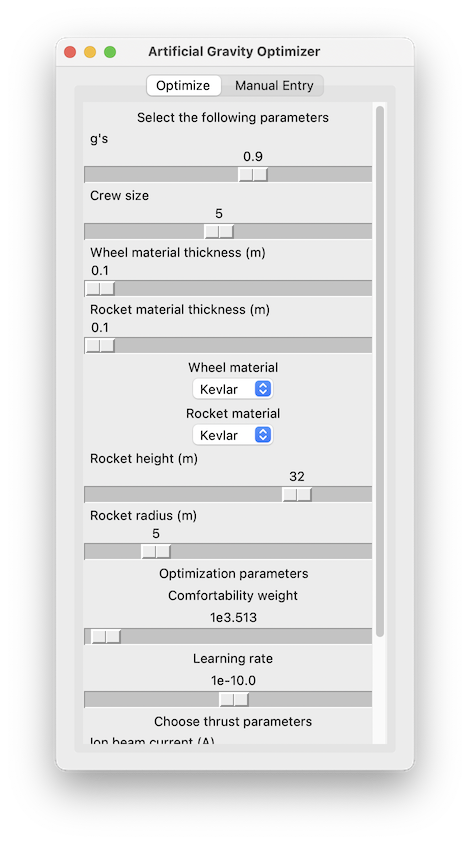 Artificial Gravity Optimizer
Optimize Manual Entry
Select the following parameters
g's
0.9
Crew size
5
Wheel material thickness (m)
0.1
Rocket material thickness (m)
0.1
Wheel material
Kevlar
Rocket material
Kevlar
Rocket height (m)
32
Rocket radius (m)
5
Optimization parameters
Comfortability weight
1e3.513
Learning rate
1e-10.0
Choose thrust parameters
Ion beam current (A)